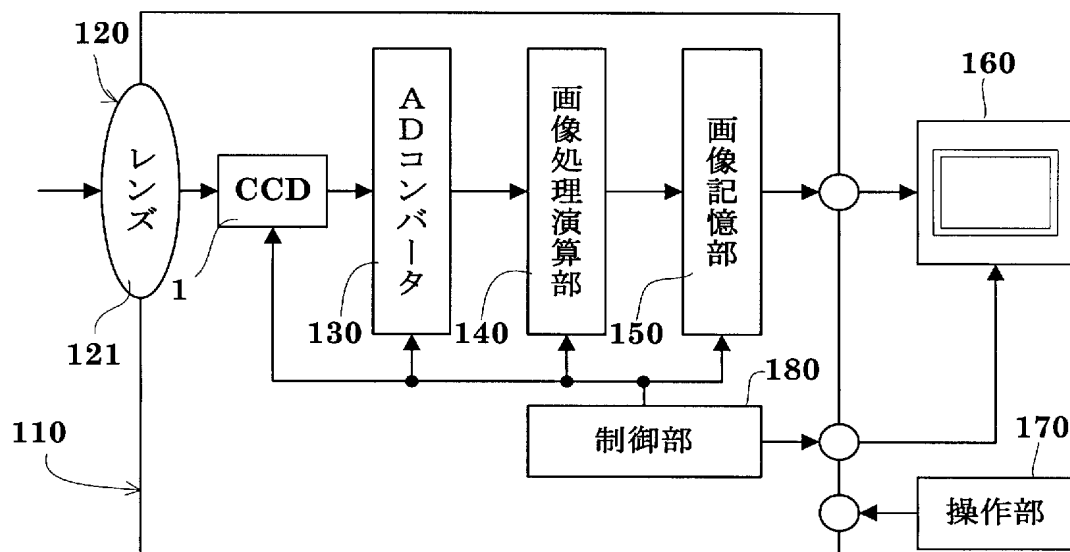 120
160
レンズ
CCD
ADコンバータ
画像処理演算部
画像記憶部
1
121
130
140
150
180
制御部
110
170
操作部